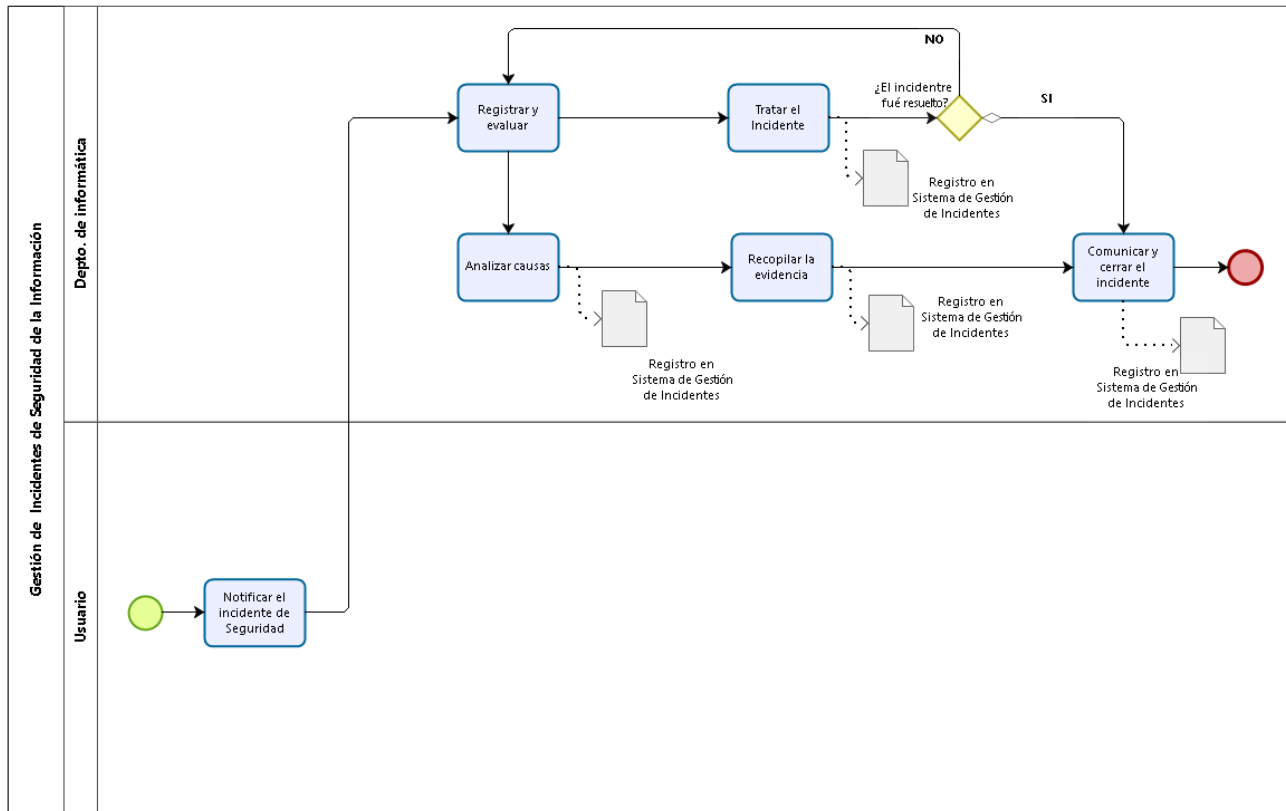 Gestión de Incidentes de Seguridad de la Información
Depto. de informática
NO
¿El incidentre
fué resuelto?
SI
Registrar y
evaluar
Tratar el
Incidente
Registro en
Sistema de Gestión
de Incidentes
Analizar causas
Recopilar la
evidencia
Comunicar y
cerrar el
incidente
Registro en
Sistema de Gestión
de Incidentes
Registro en
Sistema de Gestión
de Incidentes
Registro en
Sistema de Gestión
de Incidentes
Usuario
Notificar el
incidente de
Seguridad